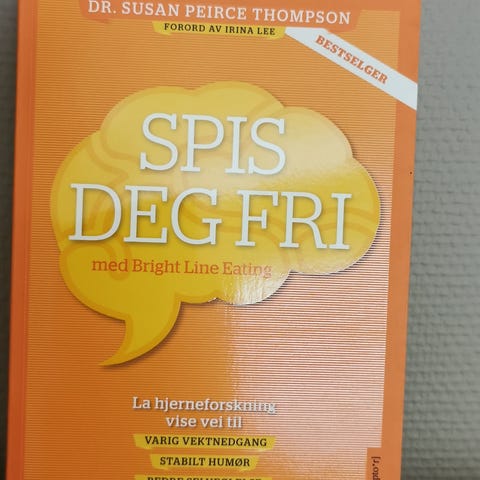 DR. SUSAN PEIRCE THOMPSON
FORORD AV IRINA LEE
BESTSELGER
SPIS
DEG FRI
med Bright Line Eating
La hjerneforskning
vise vei til
VARIG VEKTNEDGANG
STABILT HUMØR